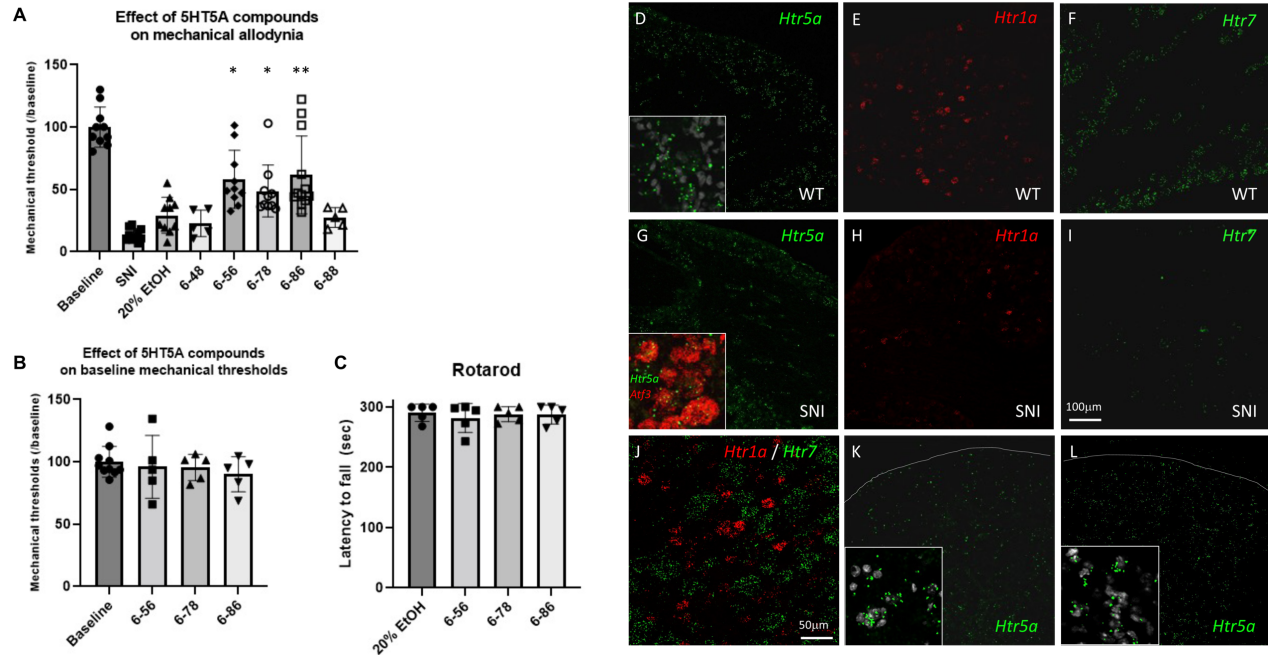 A
Effect of 5HT5A compounds
on mechanical allodynia
Mechanical threshold (/baseline)
150
100
50
0
*
*
**
Baseline
SNI
20% EtOH
6-48
6-56
6-78
6-86
6-88
B
Effect of 5HT5A compounds
on baseline mechanical thresholds
Mechanical thresholds (/baseline)
150
100
50
0
Baseline
6-56
6-78
6-86
C
Rotarod
Latency to fall (sec)
300
200
100
0
20% EtOH
6-56
6-78
6-86
D
Htr5a
WT
E
Htr1a
WT
F
Htr7
WT
G
Htr5a
Htr5a
Atf3
SNI
H
Htr1a
SNI
I
Htr7
100μm
SNI
J
Htr1a / Htr7
50μm
K
Htr5a
L
Htr5a